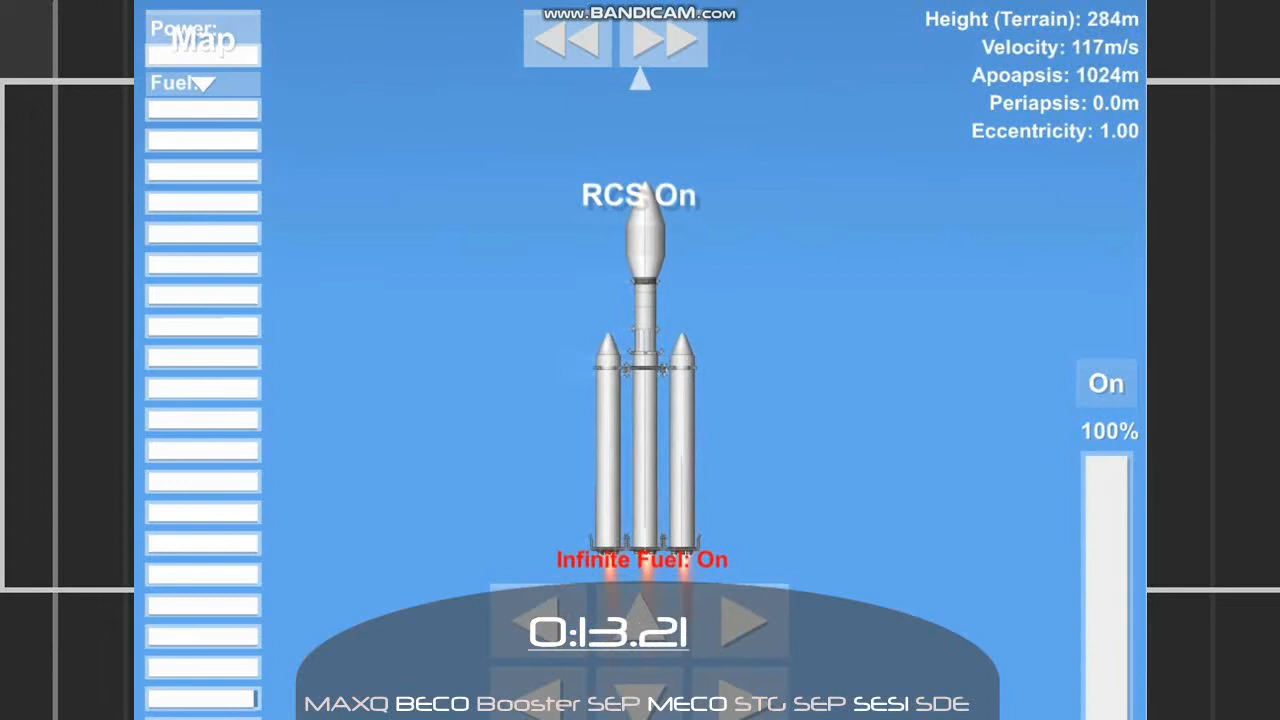 www.BANDICAM.com
Power:
Map
Fuel:
Height (Terrain): 284m
Velocity: 117m/s
Apoapsis: 1024m
Periapsis: 0.0m
Eccentricity: 1.00
RCS On
On
100%
Infinite Fuel: On
0:13.21
MAXQ BECO Booster SEP MECO STG SEP SESI SDE